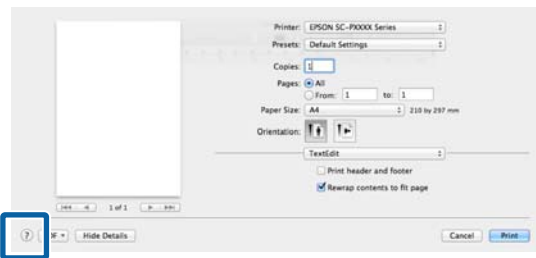 Printer: EPSON SC-PXXXX Series
Presets: Default Settings
Copies: 1
Pages: All
From: 1 to: 1
Paper Size: A4 210 by 297 mm
Orientation:
TextEdit
Print header and footer
Rewrap contents to fit page
1 of 1
? DF Hide Details Cancel Print